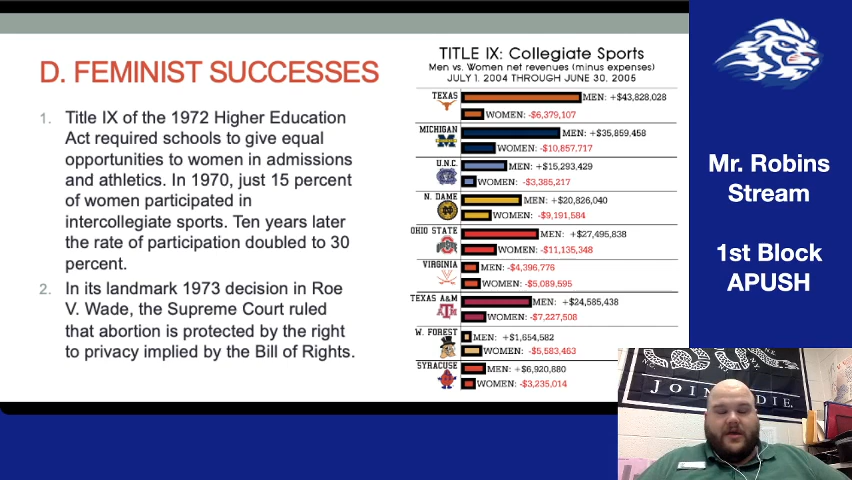 D. FEMINIST SUCCESSES
1. Title IX of the 1972 Higher Education
Act required schools to give equal
opportunities to women in admissions
and athletics. In 1970, just 15 percent
of women participated in
intercollegiate sports. Ten years later
the rate of participation doubled to 30
percent.
2. In its landmark 1973 decision in Roe
V. Wade, the Supreme Court ruled
that abortion is protected by the right
to privacy implied by the Bill of Rights.
TITLE IX: Collegiate Sports
Men vs. Women net revenues (minus expenses)
JULY 1, 2004 THROUGH JUNE 30, 2005
TEXAS MEN: +$43,828,028
WOMEN: -$6,379,107
MICHIGAN MEN: +$35,859,458
WOMEN: -$10,857,717
U.N.C. MEN: +$15,293,429
WOMEN: -$3,385,217
N. DAME MEN: +$20,826,040
WOMEN: -$9,191,584
OHIO STATE MEN: +$27,495,838
WOMEN: -$11,135,348
VIRGINIA MEN: -$4,396,776
WOMEN: -$5,089,595
TEXAS A&M MEN: +$24,585,438
WOMEN: -$7,227,508
W. FOREST MEN: +$1,654,582
WOMEN: -$5,583,463
SYRACUSE MEN: +$6,920,880
WOMEN: -$3,235,014
Mr. Robins
Stream
1st Block
APUSH
JOIN DIE.